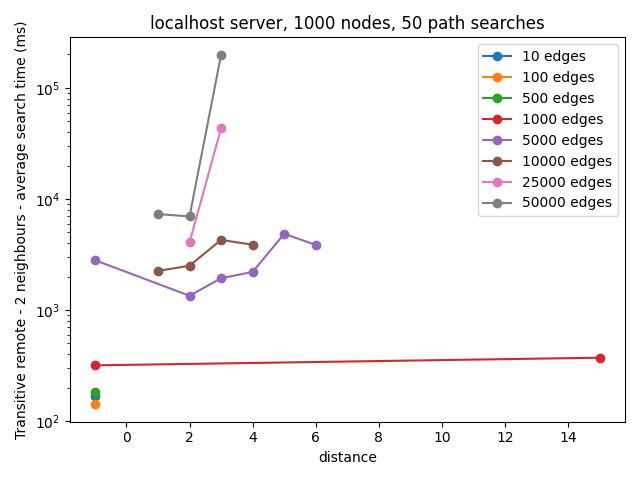 localhost server, 1000 nodes, 50 path searches
Transitive remote - 2 neighbours - average search time (ms)
10^5
10^4
10^3
10^2
0 2 4 6 8 10 12 14
distance
10 edges
100 edges
500 edges
1000 edges
5000 edges
10000 edges
25000 edges
50000 edges